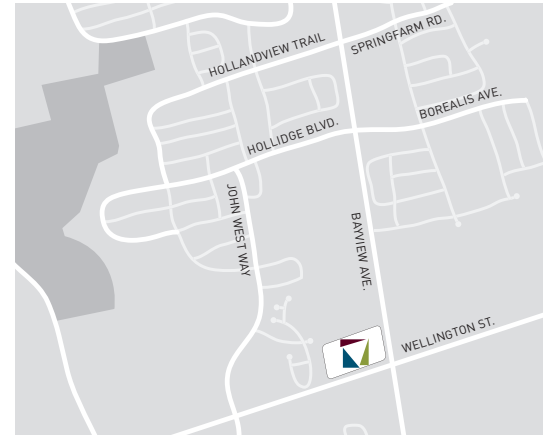 HOLLANDVIEW TRAIL
SPRINGFARM RD.
HOLLIDGE BLVD.
BOREALIS AVE.
JOHN WEST WAY
BAYVIEW AVE.
WELLINGTON ST.